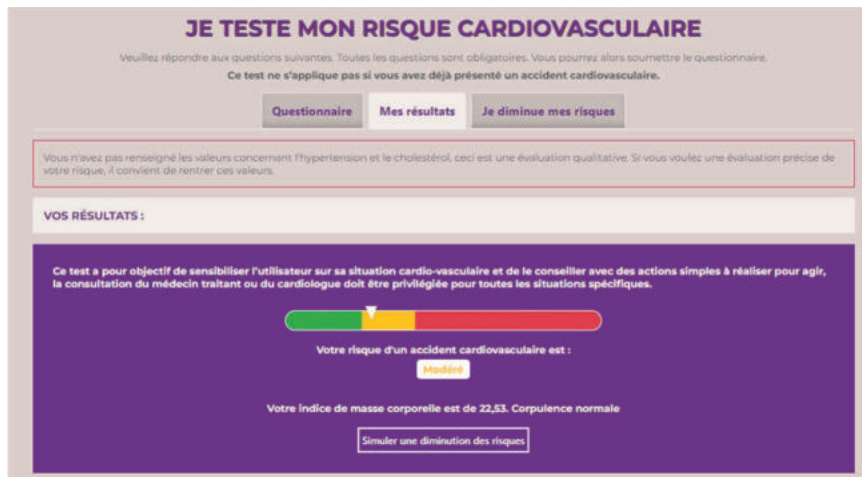 JE TESTE MON RISQUE CARDIOVASCULAIRE
Veuillez répondre aux questions suivantes. Toutes les questions sont obligatoires. Vous pourrez alors soumettre le questionnaire.
Ce test ne s'applique pas si vous avez déjà présenté un accident cardiovasculaire.
Questionnaire Mes résultats Je diminue mes risques
Vous n'avez pas renseigné les valeurs concernant l'hypertension et le cholestérol, ceci est une évaluation qualitative. Si vous voulez une évaluation précise de
votre risque, il convient de rentrer ces valeurs.
VOS RÉSULTATS :
Ce test a pour objectif de sensibiliser l'utilisateur sur sa situation cardio-vasculaire et de le conseiller avec des actions simples à réaliser pour agir,
la consultation du médecin traitant ou du cardiologue doit être privilégiée pour toutes les situations spécifiques.
Votre risque d'un accident cardiovasculaire est :
Modéré
Votre indice de masse corporelle est de 22,53. Corpulence normale
Simuler une diminution des risques